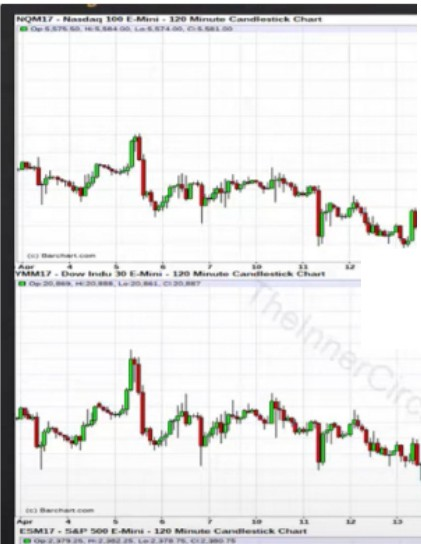 NQM17 - Nasdaq 100 E-Mini - 120 Minute Candlestick Chart
Op:5,575.50, Hi:5,584.00, Lo:5,574.00, Cl:5,581.00
(c) Barchart.com
Apr 4 5 6 7 10 11 12 13
YMM17 - Dow Indu 30 E-Mini - 120 Minute Candlestick Chart
Op:20,869, Hi:20,888, Lo:20,861, Cl:20,887
TheInnerCirc
(c) Barchart.com
Apr 4 5 6 7 10 11 12 13
ESM17 - S&P 500 E-Mini - 120 Minute Candlestick Chart